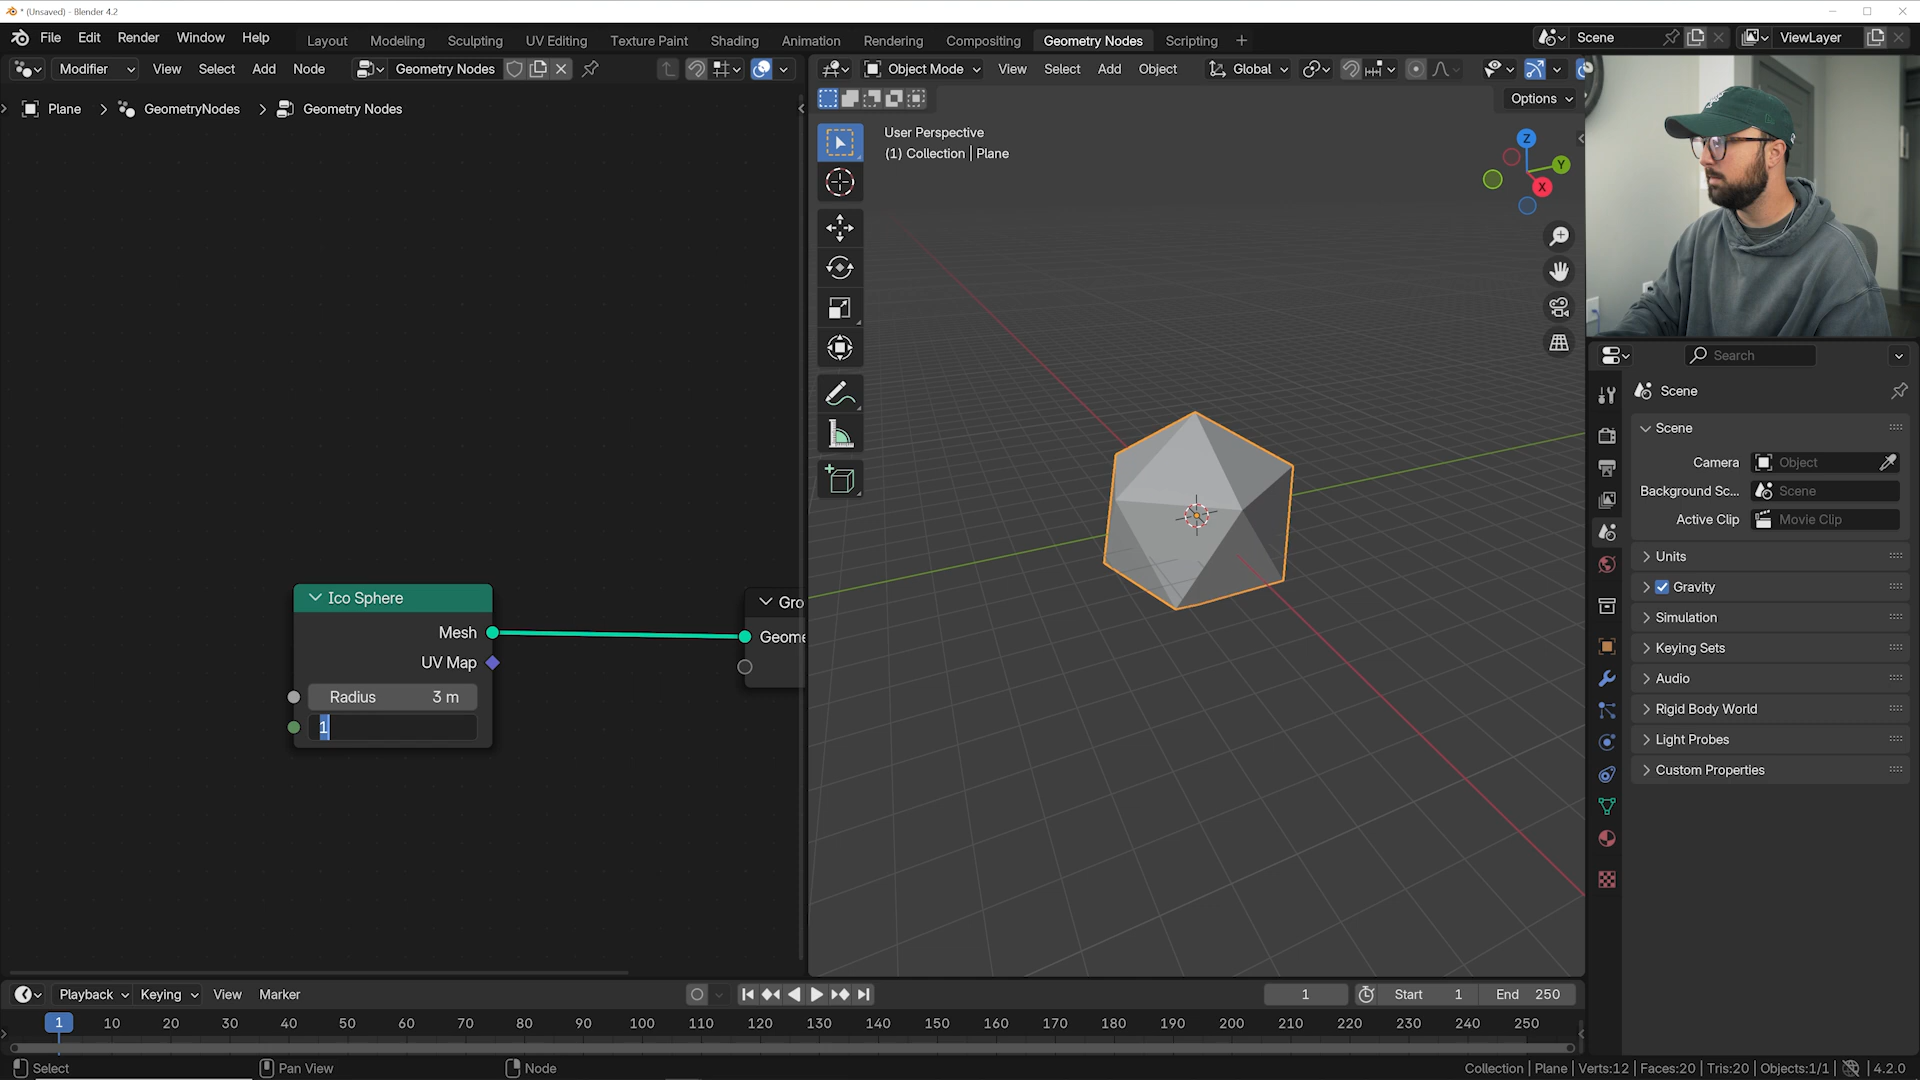 * (Unsaved) - Blender 4.2
File Edit Render Window Help
Layout Modeling Sculpting UV Editing Texture Paint Shading Animation Rendering Compositing Geometry Nodes Scripting +
Scene
ViewLayer
Modifier View Select Add Node Geometry Nodes
Object Mode View Select Add Object Global
Plane > GeometryNodes > Geometry Nodes
Options
User Perspective
(1) Collection | Plane
Z
Y
X
Ico Sphere
Mesh
UV Map
Radius 3 m
1
Gro
Geome
Search
Scene
Scene
Camera Object
Background Sc... Scene
Active Clip Movie Clip
Units
Gravity
Simulation
Keying Sets
Audio
Rigid Body World
Light Probes
Custom Properties
Playback Keying View Marker
1 Start 1 End 250
1 10 20 30 40 50 60 70 80 90 100 110 120 130 140 150 160 170 180 190 200 210 220 230 240 250
Select Pan View Node
Collection | Plane | Verts:12 | Faces:20 | Tris:20 | Objects:1/1 | 4.2.0